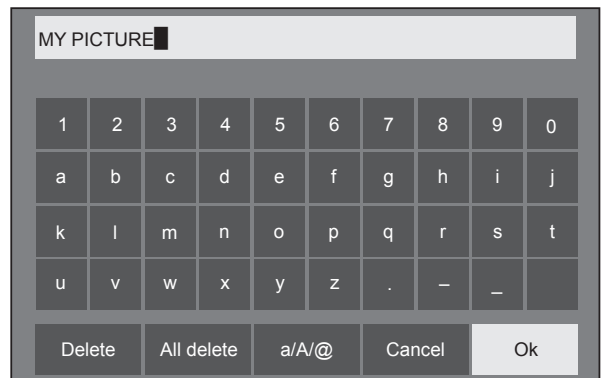 MY PICTURE
1 2 3 4 5 6 7 8 9 0
a b c d e f g h i j
k l m n o p q r s t
u v w x y z . – _
Delete All delete a/A/@ Cancel Ok